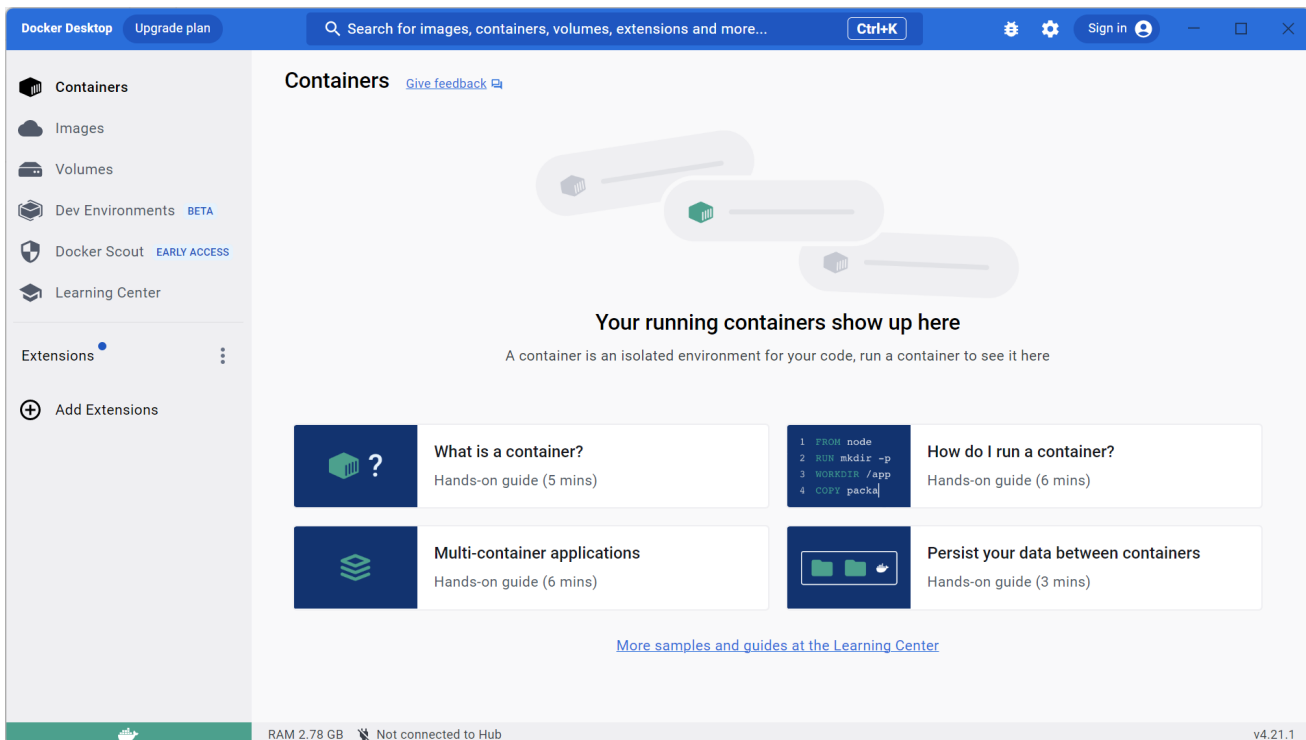 Docker Desktop Upgrade plan Search for images, containers, volumes, extensions and more... Ctrl+K Sign in
Containers
Images
Volumes
Dev Environments BETA
Docker Scout EARLY ACCESS
Learning Center
Extensions
Add Extensions
Containers Give feedback
Your running containers show up here
A container is an isolated environment for your code, run a container to see it here
?
What is a container?
Hands-on guide (5 mins)
1 FROM node
2 RUN mkdir -p
3 WORKDIR /app
4 COPY packa
How do I run a container?
Hands-on guide (6 mins)
Multi-container applications
Hands-on guide (6 mins)
Persist your data between containers
Hands-on guide (3 mins)
More samples and guides at the Learning Center
RAM 2.78 GB Not connected to Hub v4.21.1